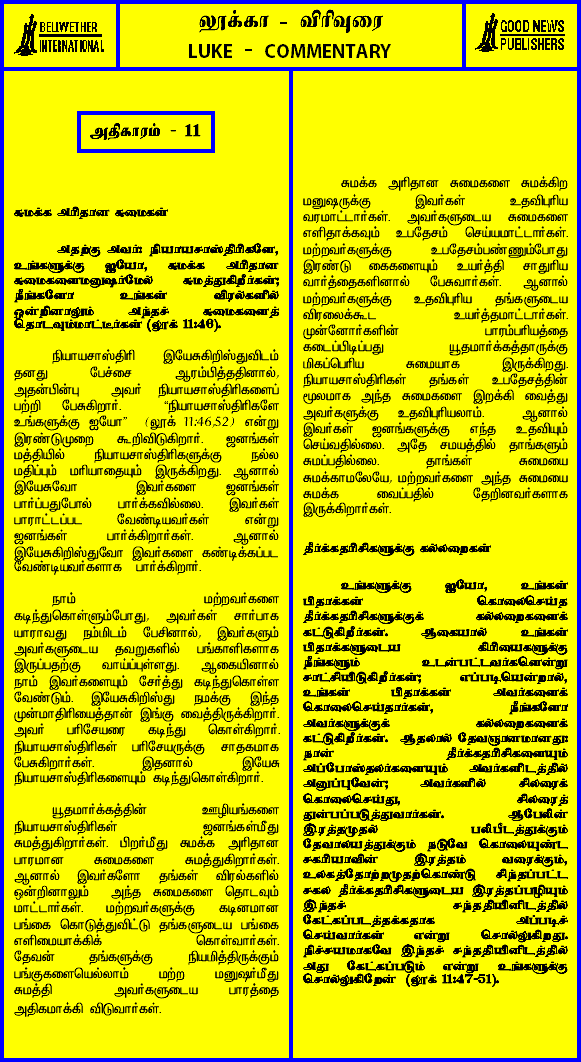 BELIWETHER
INTERNATIONAL
லூக்கா - விரிவுரை
LUKE - COMMENTARY
GOOD NEWS
PUBLISHERS
அதிகாரம் - 11
சுமக்க அரிதான சுமைகள்
அதற்கு அவர்: நியாயசாஸ்திரிகளே,
உங்களுக்கு ஐயோ, சுமக்க அரிதான
சுமைகளைமனுஷர்மேல் சுமத்துகிறீர்கள்;
நீங்களோ உங்கள் விரல்களில்
ஒன்றினாலும் அந்தச் சுமைகளைத்
தொடவும்மாட்டீர்கள் (லூக் 11:46).
நியாயசாஸ்திரி இயேசுகிறிஸ்துவிடம்
தனது பேச்சை ஆரம்பித்ததினால்,
அதன்பின்பு அவர் நியாயசாஸ்திரிகளைப்
பற்றி பேசுகிறார். “நியாயசாஸ்திரிகளே
உங்களுக்கு ஐயோ” (லூக் 11:46,52) என்று
இரண்டுமுறை கூறிவிடுகிறார். ஜனங்கள்
மத்தியில் நியாயசாஸ்திரிகளுக்கு நல்ல
மதிப்பும் மரியாதையும் இருக்கிறது. ஆனால்
இயேசுவோ இவர்களை ஜனங்கள்
பார்ப்பதுபோல் பார்க்கவில்லை. இவர்கள்
பாராட்டப்பட வேண்டியவர்கள் என்று
ஜனங்கள் பார்க்கிறார்கள். ஆனால்
இயேசுகிறிஸ்துவோ இவர்களை கண்டிக்கப்பட
வேண்டியவர்களாக பார்க்கிறார்.
நாம் மற்றவர்களை
கடிந்துகொள்ளும்போது, அவர்கள் சார்பாக
யாராவது நம்மிடம் பேசினால், இவர்களும்
அவர்களுடைய தவறுகளில் பங்காளிகளாக
இருப்பதற்கு வாய்ப்புள்ளது. ஆகையினால்
நாம் இவர்களையும் சேர்த்து கடிந்துகொள்ள
வேண்டும். இயேசுகிறிஸ்து நமக்கு இந்த
முன்மாதிரியைத்தான் இங்கு வைத்திருக்கிறார்.
அவர் பரிசேயரை கடிந்து கொள்கிறார்.
நியாயசாஸ்திரிகள் பரிசேயருக்கு சாதகமாக
பேசுகிறார்கள். இதனால் இயேசு
நியாயசாஸ்திரிகளையும் கடிந்துகொள்கிறார்.
யூதமார்க்கத்தின் ஊழியங்களை
நியாயசாஸ்திரிகள் ஜனங்கள்மீது
சுமத்துகிறார்கள். பிறர்மீது சுமக்க அரிதான
பாரமான சுமைகளை சுமத்துகிறார்கள்.
ஆனால் இவர்களோ தங்கள் விரல்களில்
ஒன்றினாலும் அந்த சுமைகளை தொடவும்
மாட்டார்கள். மற்றவர்களுக்கு கடினமான
பங்கை கொடுத்துவிட்டு தங்களுடைய பங்கை
எளிமையாக்கிக் கொள்வார்கள்.
தேவன் தங்களுக்கு நியமித்திருக்கும்
பங்குகளையெல்லாம் மற்ற மனுஷர்மீது
சுமத்தி அவர்களுடைய பாரத்தை
அதிகமாக்கி விடுவார்கள்.
சுமக்க அரிதான சுமைகளை சுமக்கிற
மனுஷருக்கு இவர்கள் உதவிபுரிய
வரமாட்டார்கள். அவர்களுடைய சுமைகளை
எளிதாக்கவும் உபதேசம் செய்யமாட்டார்கள்.
மற்றவர்களுக்கு உபதேசம்பண்ணும்போது
இரண்டு கைகளையும் உயர்த்தி சாதுரிய
வார்த்தைகளினால் பேசுவார்கள். ஆனால்
மற்றவர்களுக்கு உதவிபுரிய தங்களுடைய
விரலைக்கூட உயர்த்தமாட்டார்கள்.
முன்னோர்களின் பாரம்பரியத்தை
கடைப்பிடிப்பது யூதமார்க்கத்தாருக்கு
மிகப்பெரிய சுமையாக இருக்கிறது.
நியாயசாஸ்திரிகள் தங்கள் உபதேசத்தின்
மூலமாக அந்த சுமைகளை இறக்கி வைத்து
அவர்களுக்கு உதவிபுரியலாம். ஆனால்
இவர்கள் ஜனங்களுக்கு எந்த உதவியும்
செய்வதில்லை. அதே சமயத்தில் தாங்களும்
சுமப்பதில்லை. தாங்கள் சுமையை
சுமக்காமலேயே, மற்றவர்களை அந்த சுமையை
சுமக்க வைப்பதில் தேறினவர்களாக
இருக்கிறார்கள்.
தீர்க்கதரிசிகளுக்கு கல்லறைகள்
உங்களுக்கு ஐயோ, உங்கள்
பிதாக்கள் கொலைசெய்த
தீர்க்கதரிசிகளுக்குக் கல்லறைகளைக்
கட்டுகிறீர்கள். ஆகையால் உங்கள்
பிதாக்களுடைய கிரியைகளுக்கு
நீங்களும் உடன்பட்டவர்களென்று
சாட்சியிடுகிறீர்கள்; எப்படியென்றால்,
உங்கள் பிதாக்கள் அவர்களைக்
கொலைசெய்தார்கள், நீங்களோ
அவர்களுக்குக் கல்லறைகளைக்
கட்டுகிறீர்கள். ஆதலால் தேவஞானமானது:
நான் தீர்க்கதரிசிகளையும்
அப்போஸ்தலர்களையும் அவர்களிடத்தில்
அனுப்புவேன்; அவர்களில் சிலரைக்
கொலைசெய்து, சிலரைத்
துன்பப்படுத்துவார்கள். ஆபேலின்
இரத்தமுதல் பலிபீடத்துக்கும்
தேவாலயத்துக்கும் நடுவே கொலையுண்ட
சகரியாவின் இரத்தம் வரைக்கும்,
உலகத்தோற்றமுதற்கொண்டு சிந்தப்பட்ட
சகல தீர்க்கதரிசிகளுடைய இரத்தப்பழியும்
இந்தச் சந்ததியினிடத்தில்
கேட்கப்படத்தக்கதாக அப்படிச்
செய்வார்கள் என்று சொல்லுகிறது.
நிச்சயமாகவே இந்தச் சந்ததியினிடத்தில்
அது கேட்கப்படும் என்று உங்களுக்கு
சொல்லுகிறேன் (லூக் 11:47-51).